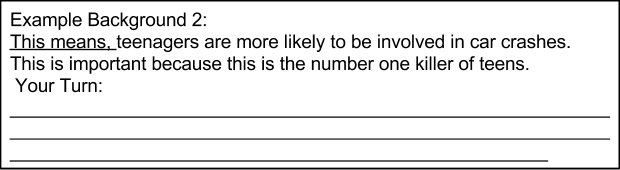 Example Background 2:
This means, teenagers are more likely to be involved in car crashes.
This is important because this is the number one killer of teens.
Your Turn: